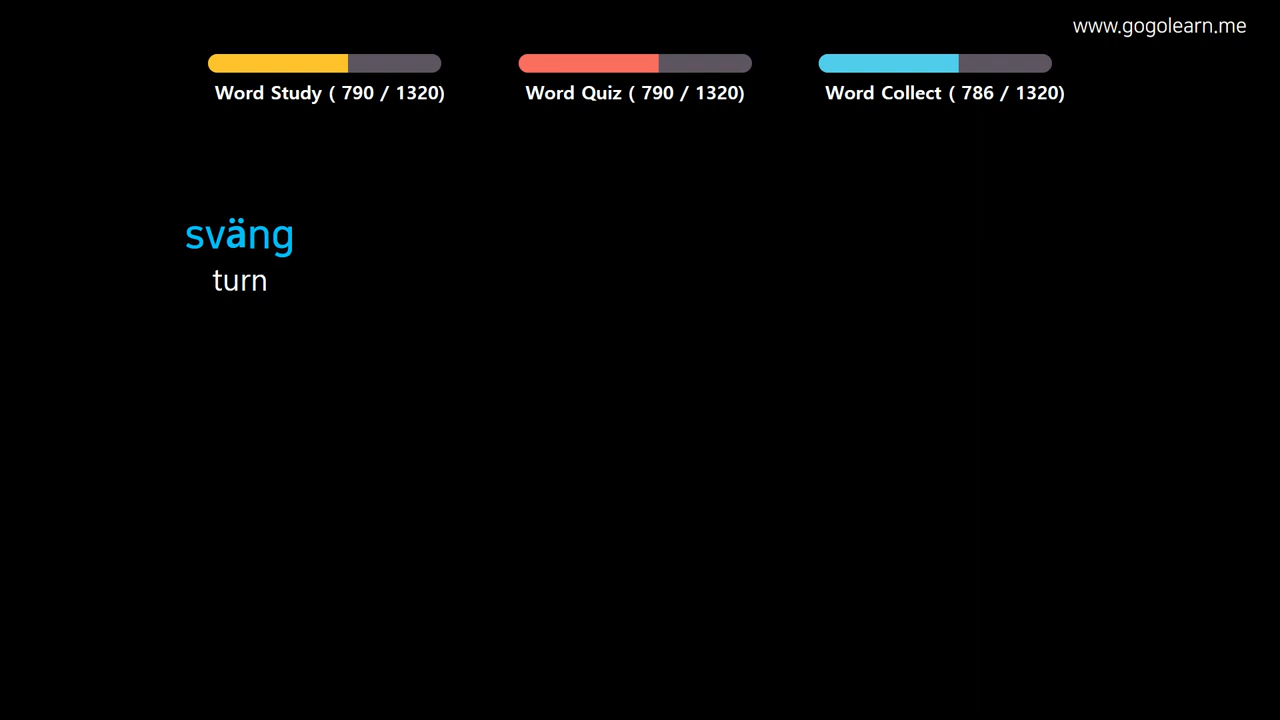 www.gogolearn.me
Word Study ( 790 / 1320)
Word Quiz ( 790 / 1320)
Word Collect ( 786 / 1320)
sväng
turn